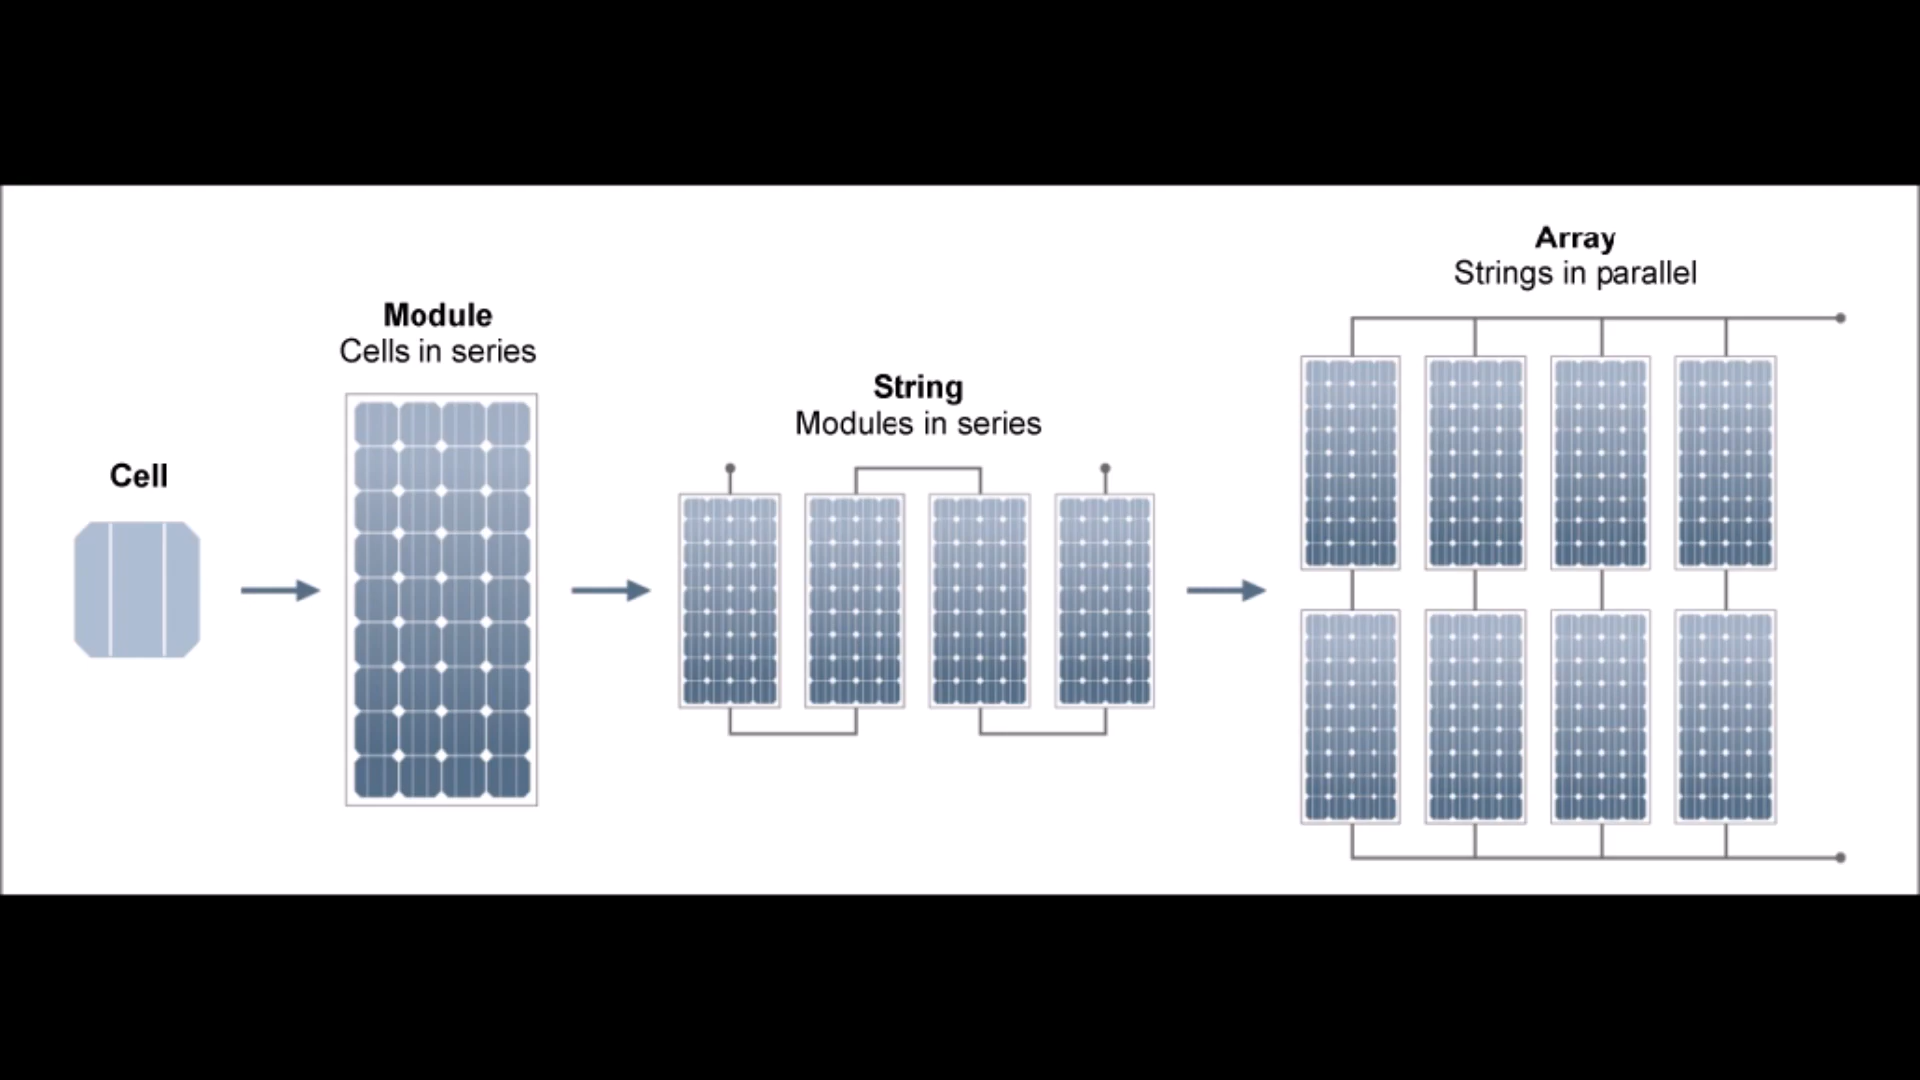 Cell
Module
Cells in series
String
Modules in series
Array
Strings in parallel